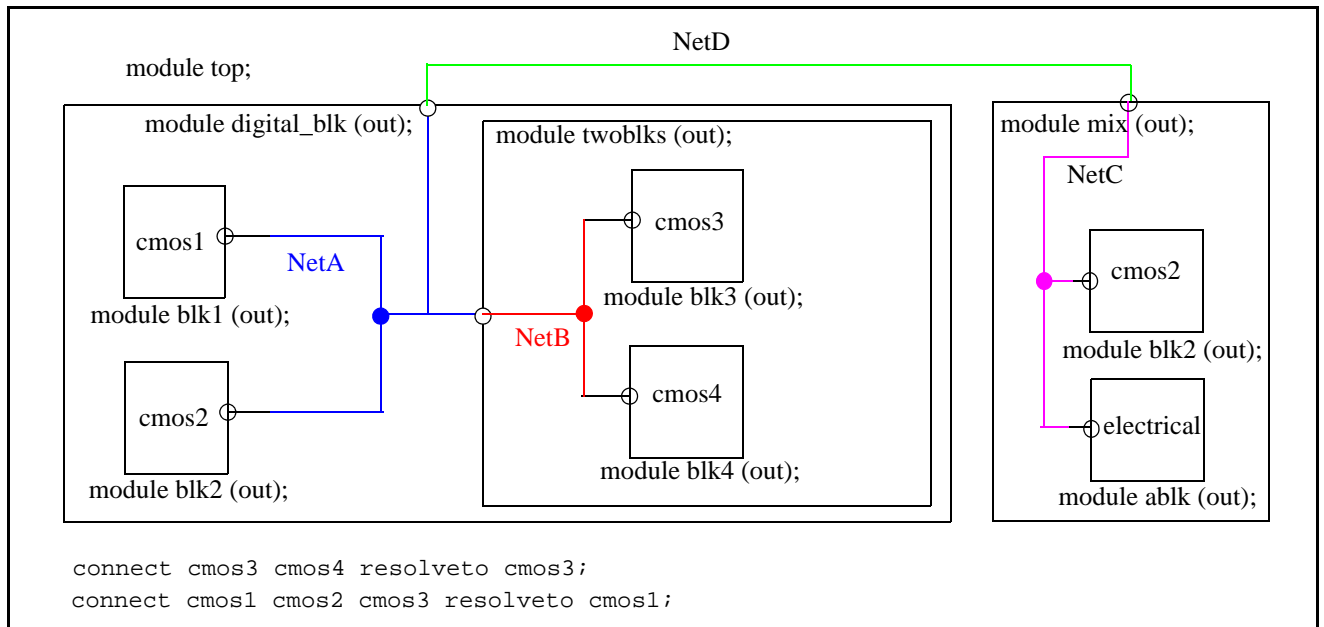 NetD
module top;
module digital_blk (out);
module twoblks (out);
module mix (out);
NetC
cmos1
NetA
module blk1 (out);
cmos2
module blk2 (out);
cmos3
module blk3 (out);
NetB
cmos4
module blk4 (out);
cmos2
module blk2 (out);
electrical
module ablk (out);
connect cmos3 cmos4 resolveto cmos3;
connect cmos1 cmos2 cmos3 resolveto cmos1;